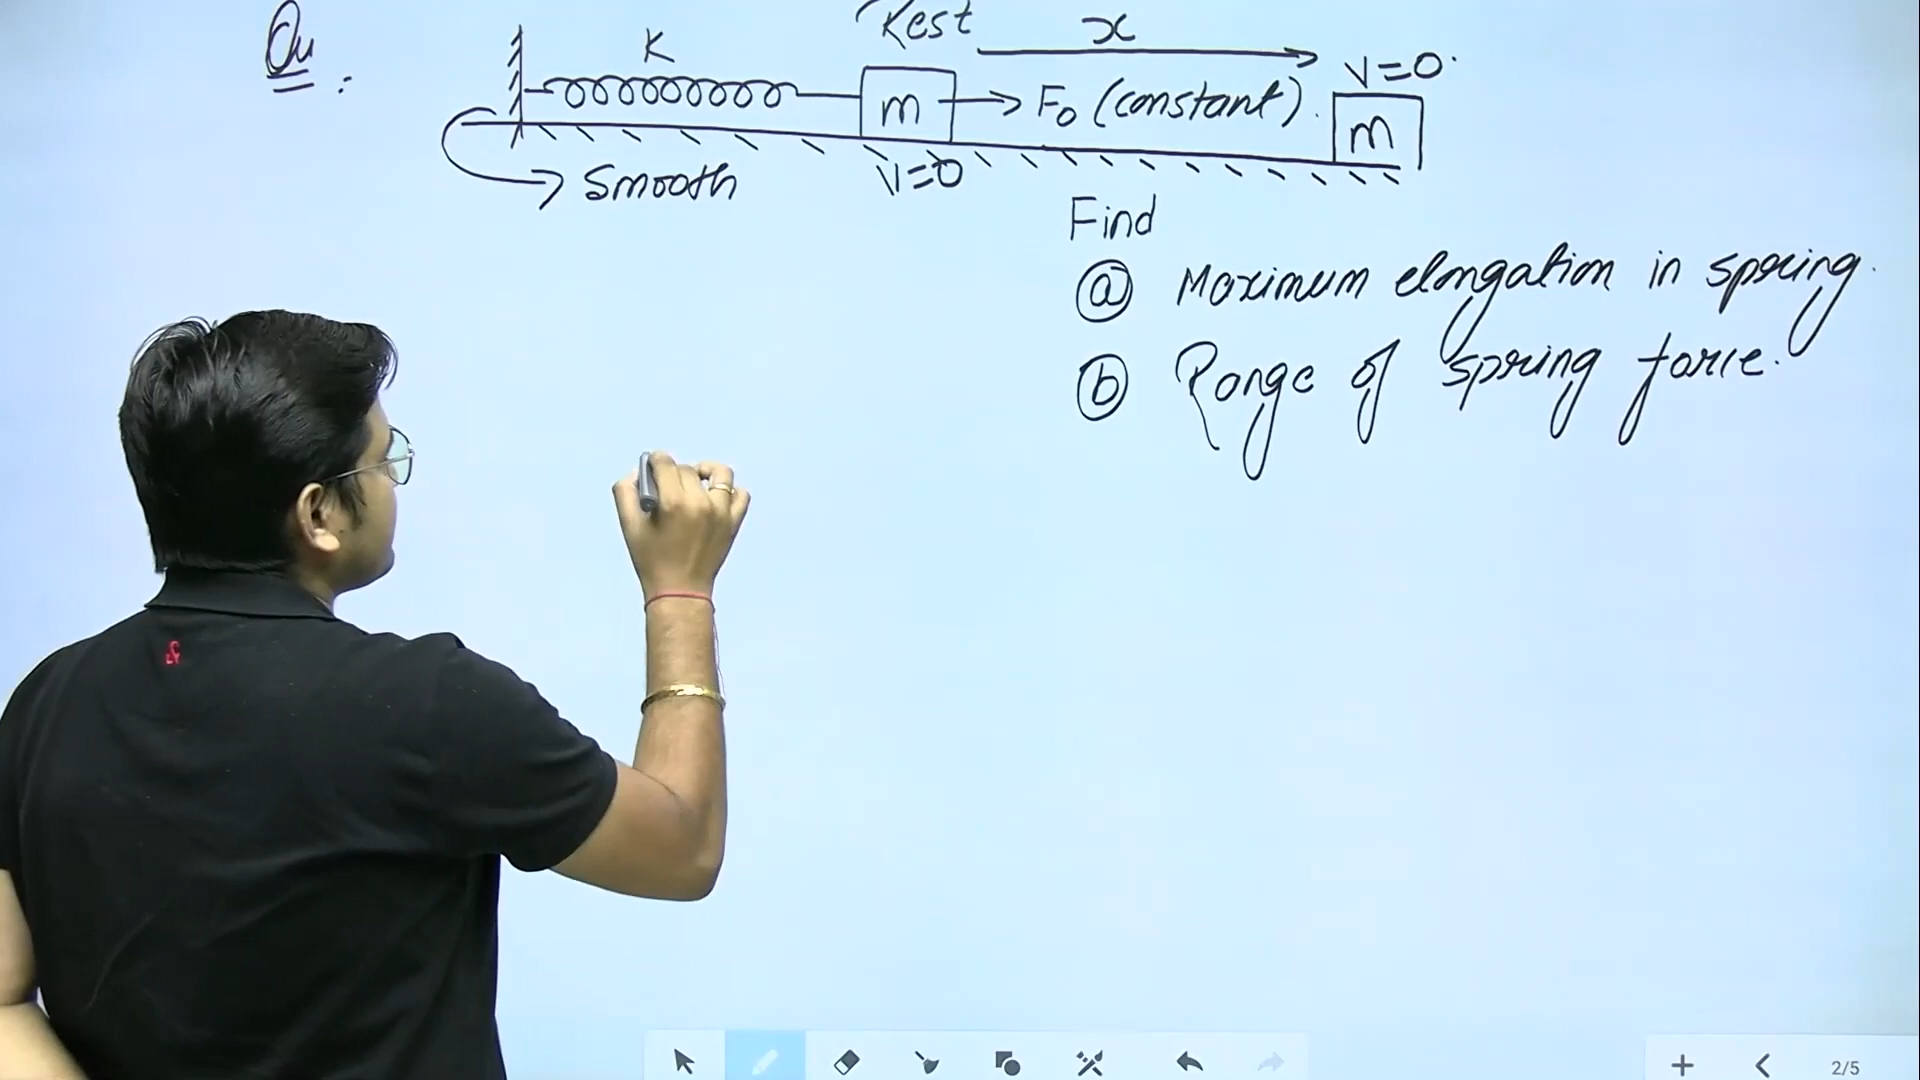 Qu :
Rest
x
K
m
F₀ (constant).
V=0.
m
Smooth
V=0
Find
(a) Maximum elongation in spring.
(b) Range of spring force.
2/5